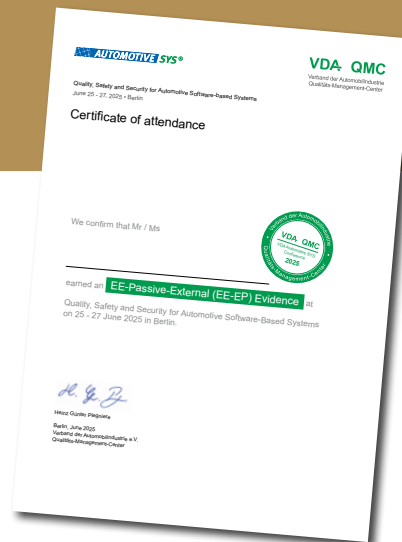 AUTOMOTIVE SYS®
VDA QMC
Verband der Automobilindustrie
Qualitäts-Management-Center
Quality, Safety and Security for Automotive Software-based Systems
June 25 - 27, 2025 • Berlin
Certificate of attendance
We confirm that Mr / Ms
Verband der Automobilindustrie
VDA QMC
VDA Automotive SYS
Conference
2025
Qualitäts-Management-Center
earned an EE-Passive-External (EE-EP) Evidence at
Quality, Safety and Security for Automotive Software-Based Systems
on 25 - 27 June 2025 in Berlin.
Heinz Günter Plegniere
Berlin, June 2025
Verband der Automobilindustrie e.V.
Qualitäts-Management-Center